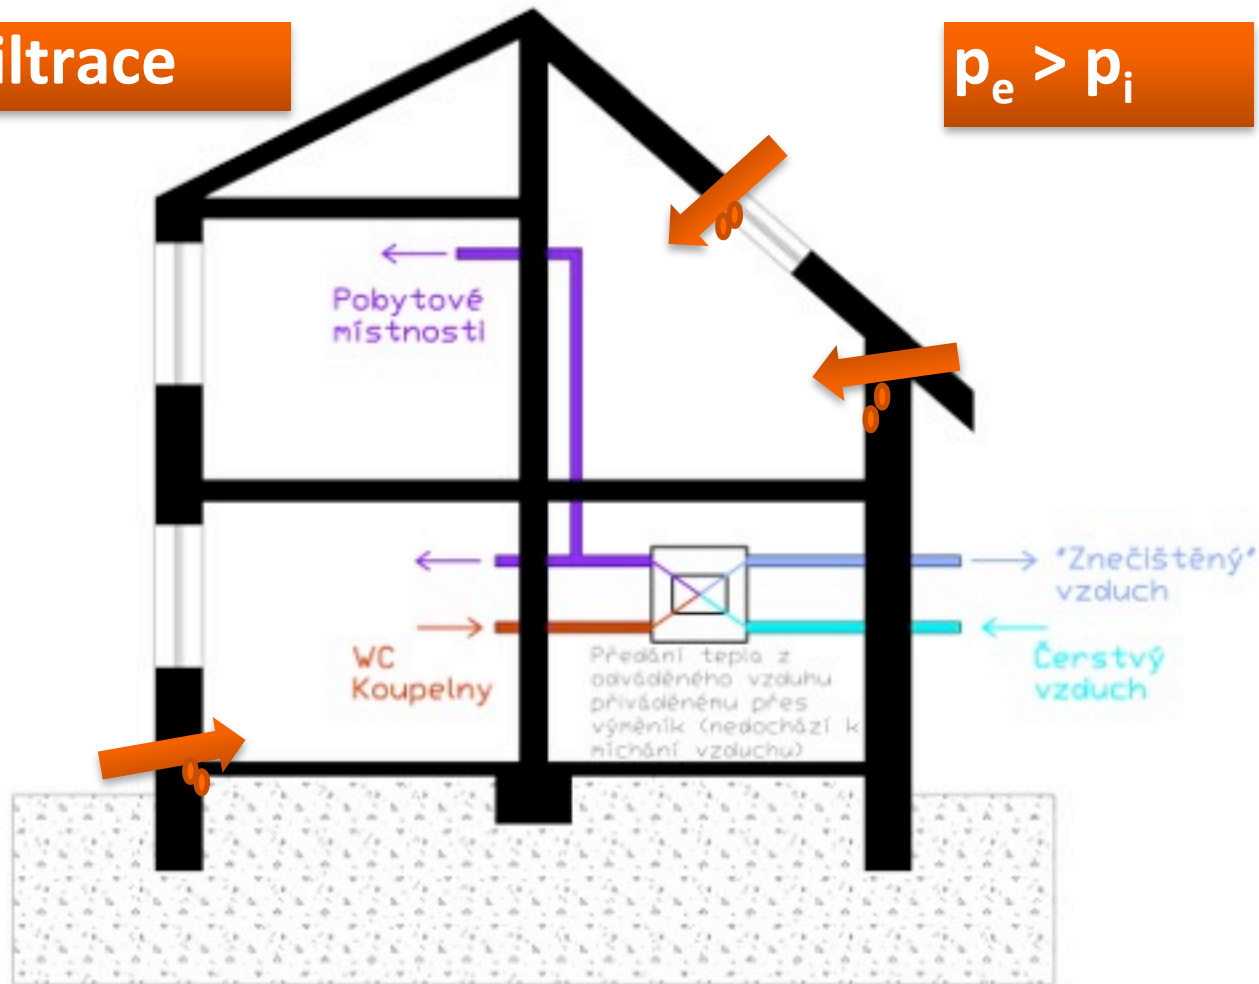 iltrace
pe > pi
Pobytové
místnosti
"Znečištěný"
vzduch
WC
Koupelny
Čerstvý
vzduch
Předání tepla z
odváděného vzduhu
přiváděnému přes
výměník (nedochází k
míchání vzduchu)